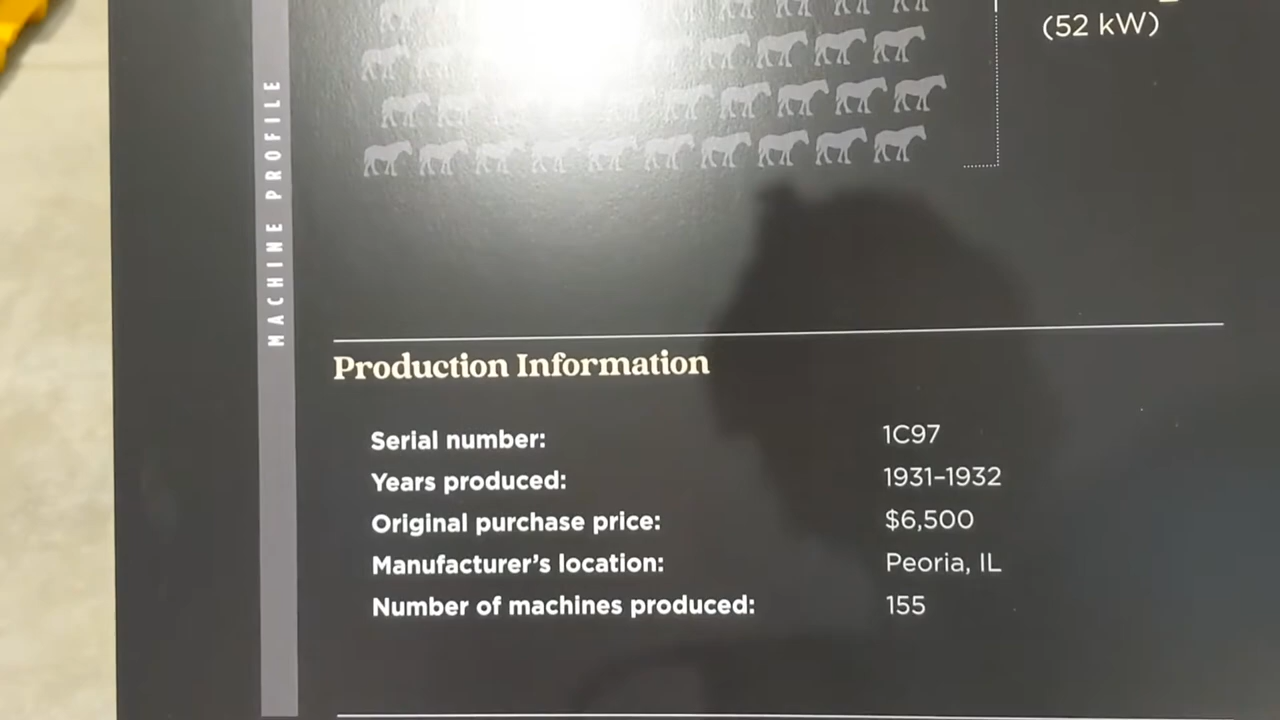 (52 kW)
MACHINE PROFILE
Production Information
Serial number: 1C97
Years produced: 1931–1932
Original purchase price: $6,500
Manufacturer’s location: Peoria, IL
Number of machines produced: 155